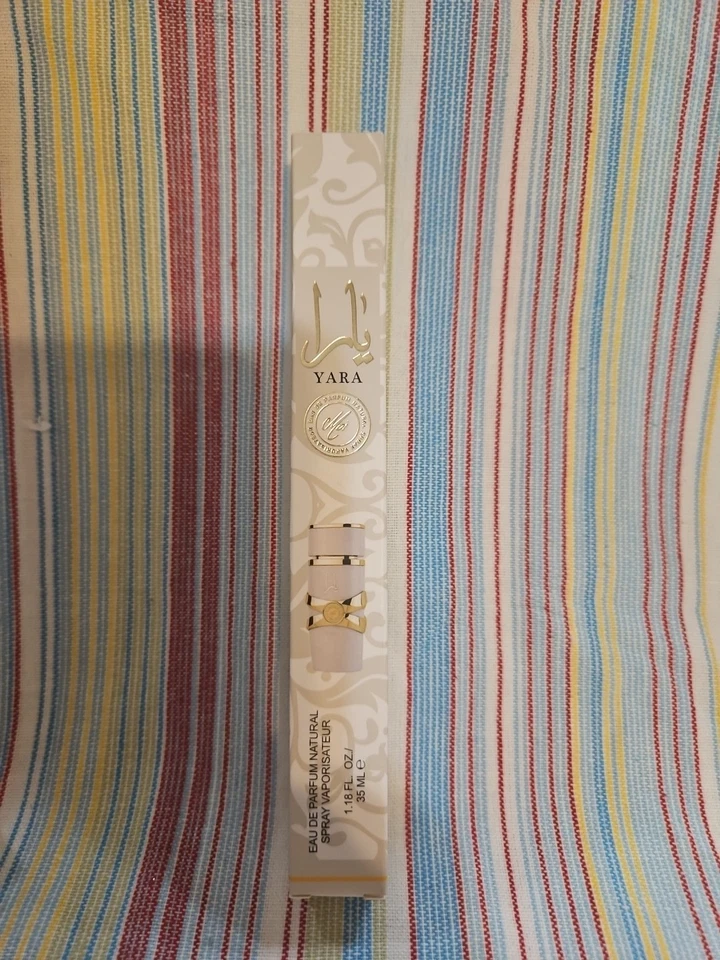 يارا
YARA
EAU DE PARFUM NATURAL
SPRAY VAPORISATEUR
1.18 FL. OZ./
35 ML ℮